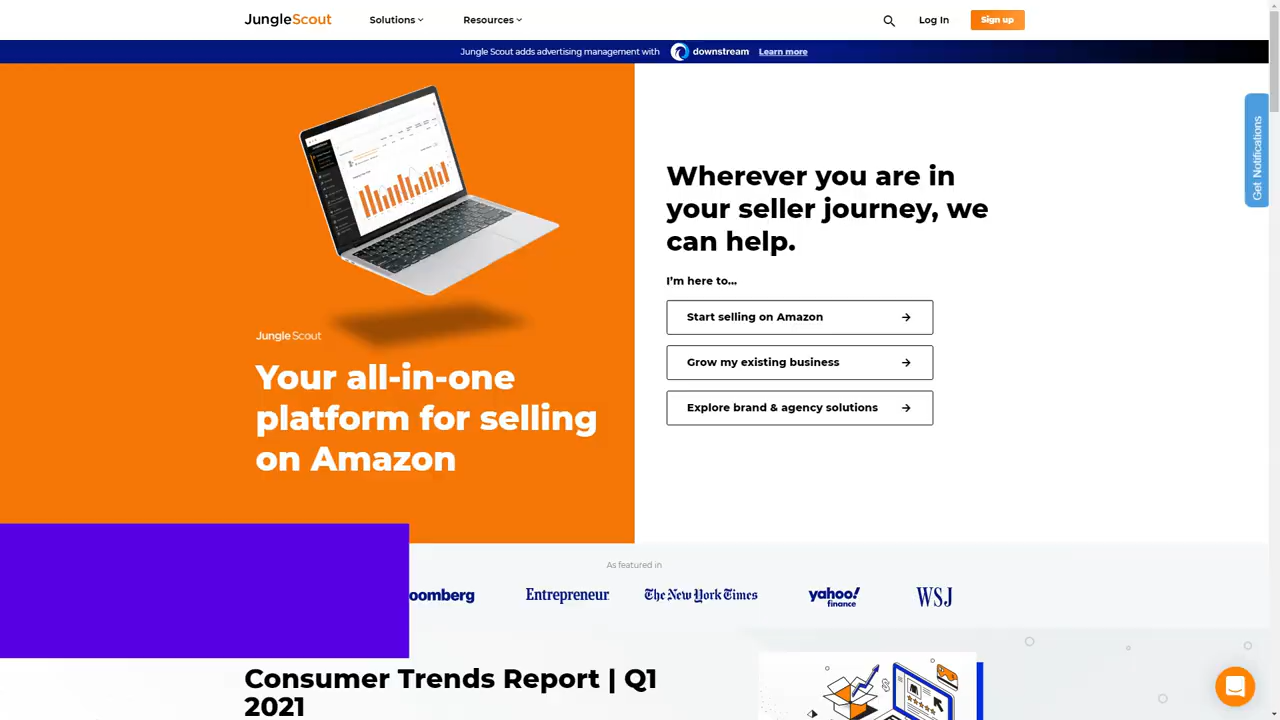 JungleScout
Solutions
Resources
Log In
Sign up
Jungle Scout adds advertising management with downstream Learn more
Get Notifications
JungleScout
Your all-in-one
platform for selling
on Amazon
Wherever you are in
your seller journey, we
can help.
I'm here to...
Start selling on Amazon
Grow my existing business
Explore brand & agency solutions
As featured in
oomberg
Entrepreneur
The New York Times
yahoo!
finance
WSJ
Consumer Trends Report | Q1
2021